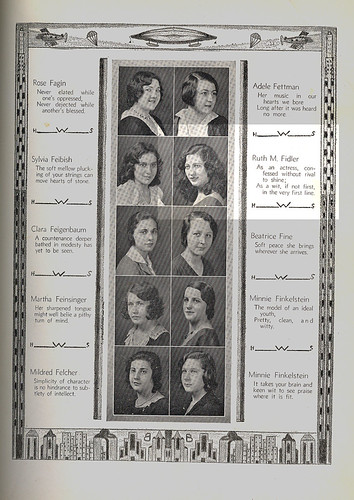 Rose Fagin
Never elated while
one's oppressed,
Never dejected while
another's blessed.
H W S
Sylvia Feibish
The soft mellow pluck-
ing of your strings can
move hearts of stone.
H W S
Clara Feigenbaum
A countenance deeper
bathed in modesty has
yet to be seen.
H W S
Martha Feinsinger
Her sharpened tongue
might well belie a pithy
turn of mind.
H W S
Mildred Felcher
Simplicity of character
is no hindrance to sub-
tlety of intellect.
Adele Fettman
Her music in our
hearts we bore
Long after it was heard
no more
H W S
Ruth M. Fidler
As an actress, con-
fessed without rival
to shine;
As a wit, if not first,
in the very first line.
H W S
Beatrice Fine
Soft peace she brings
wherever she arrives.
H W S
Minnie Finkelstein
The model of an ideal
youth,
Pretty, clean, and
witty
H W S
Minnie Finkelstein
It takes your brain and
keen wit to see praise
where it is fit.
B B